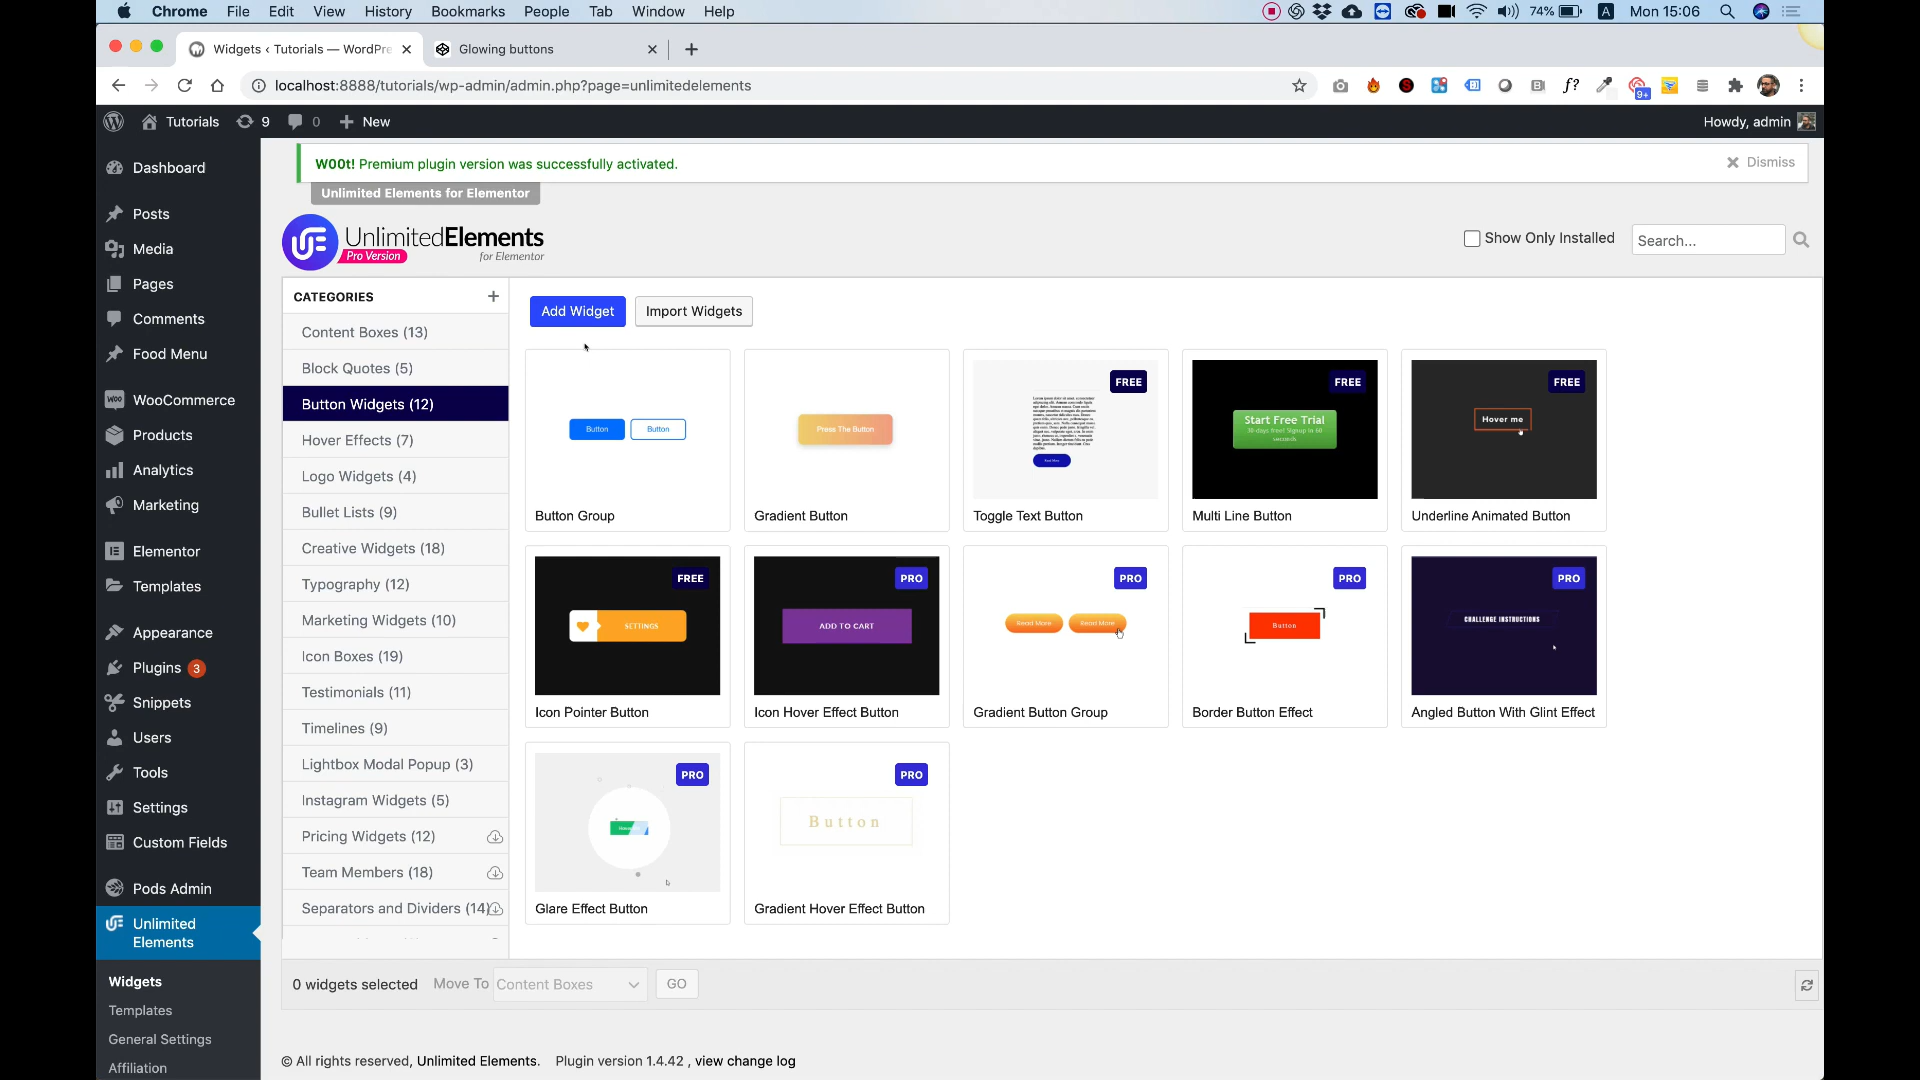 Chrome File Edit View History Bookmarks People Tab Window Help
74% A Mon 15:06
Widgets ‹ Tutorials — WordPre
Glowing buttons
localhost:8888/tutorials/wp-admin/admin.php?page=unlimitedelements
f?
9+
Tutorials 9 0 New
Howdy, admin
Dashboard
Posts
Media
Pages
Comments
Food Menu
WooCommerce
Products
Analytics
Marketing
Elementor
Templates
Appearance
Plugins 3
Snippets
Users
Tools
Settings
Custom Fields
Pods Admin
Unlimited
Elements
Widgets
Templates
General Settings
Affiliation
W00t! Premium plugin version was successfully activated.
Dismiss
Unlimited Elements for Elementor
UnlimitedElements
Pro Version for Elementor
Show Only Installed
Search...
CATEGORIES
Content Boxes (13)
Block Quotes (5)
Button Widgets (12)
Hover Effects (7)
Logo Widgets (4)
Bullet Lists (9)
Creative Widgets (18)
Typography (12)
Marketing Widgets (10)
Icon Boxes (19)
Testimonials (11)
Timelines (9)
Lightbox Modal Popup (3)
Instagram Widgets (5)
Pricing Widgets (12)
Team Members (18)
Separators and Dividers (14)
Add Widget
Import Widgets
Button Button
Button Group
Press The Button
Gradient Button
FREE
Read More
Toggle Text Button
FREE
Start Free Trial
Multi Line Button
FREE
Hover me
Underline Animated Button
FREE
SETTINGS
Icon Pointer Button
PRO
ADD TO CART
Icon Hover Effect Button
PRO
Read More Read More
Gradient Button Group
PRO
Button
Border Button Effect
PRO
CHALLENGE INSTRUCTIONS
Angled Button With Glint Effect
PRO
Glare Effect Button
PRO
Button
Gradient Hover Effect Button
0 widgets selected
Move To
Content Boxes
GO
© All rights reserved, Unlimited Elements. Plugin version 1.4.42 , view change log